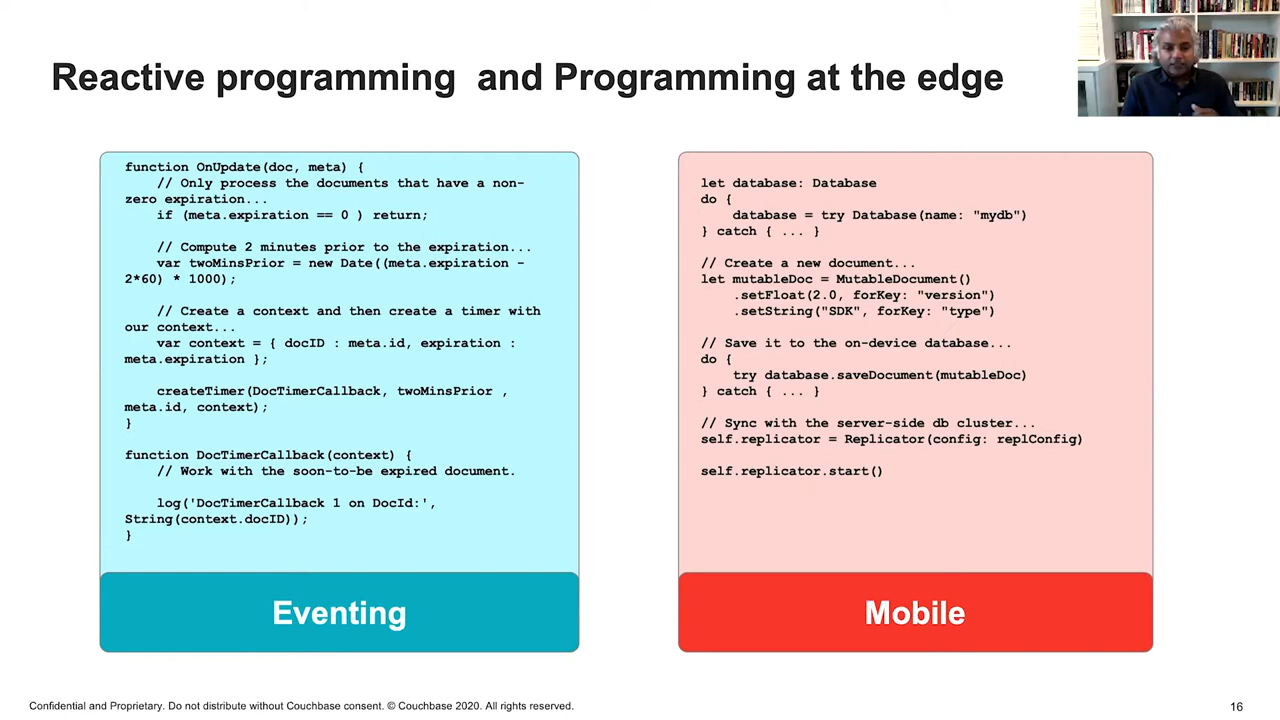 Reactive programming  and Programming at the edge
function OnUpdate(doc, meta) {
// Only process the documents that have a non-
zero expiration...
if (meta.expiration == 0 ) return;
// Compute 2 minutes prior to the expiration...
var twoMinsPrior = new Date((meta.expiration -
2*60) * 1000);
// Create a context and then create a timer with
our context...
var context = { docID : meta.id, expiration :
meta.expiration };
createTimer(DocTimerCallback, twoMinsPrior ,
meta.id, context);
}
function DocTimerCallback(context) {
// Work with the soon-to-be expired document.
log('DocTimerCallback 1 on DocId:',
String(context.docID));
}
Eventing
let database: Database
do {
database = try Database(name: "mydb")
} catch { ... }
// Create a new document...
let mutableDoc = MutableDocument()
.setFloat(2.0, forKey: "version")
.setString("SDK", forKey: "type")
// Save it to the on-device database...
do {
try database.saveDocument(mutableDoc)
} catch { ... }
// Sync with the server-side db cluster...
self.replicator = Replicator(config: replConfig)
self.replicator.start()
Mobile
Confidential and Proprietary. Do not distribute without Couchbase consent. © Couchbase 2020. All rights reserved.
16